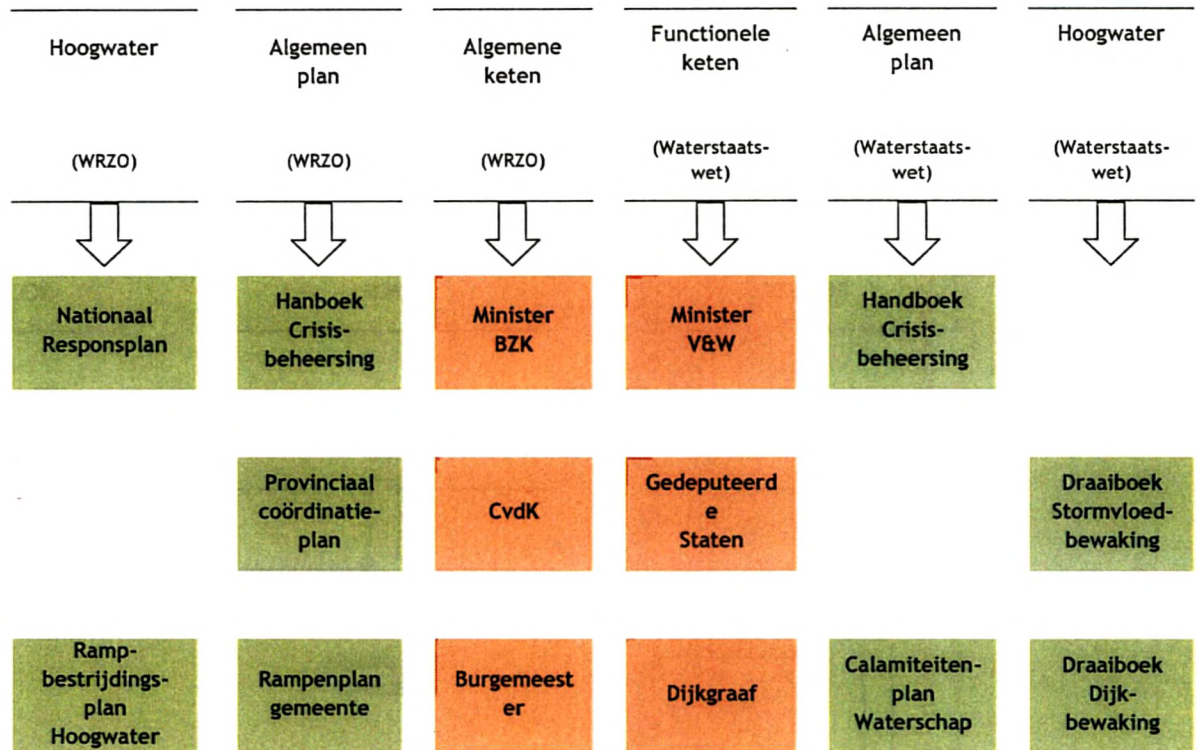 Hoogwater
Algemeen
plan
Algemene
keten
Functionele
keten
Algemeen
plan
Hoogwater
(WRZO)
(WRZO)
(WRZO)
(Waterstaats-
wet)
(Waterstaats-
wet)
(Waterstaats-
wet)
Nationaal
Responsplan
Hanboek
Crisis-
beheersing
Minister
BZK
Minister
V&W
Handboek
Crisis-
beheersing
Provinciaal
coördinatie-
plan
CvdK
Gedeputeerd
e
Staten
Draaiboek
Stormvloed-
bewaking
Ramp-
bestrijdings-
plan
Hoogwater
Rampenplan
gemeente
Burgemeest
er
Dijkgraaf
Calamiteiten-
plan
Waterschap
Draaiboek
Dijk-
bewaking